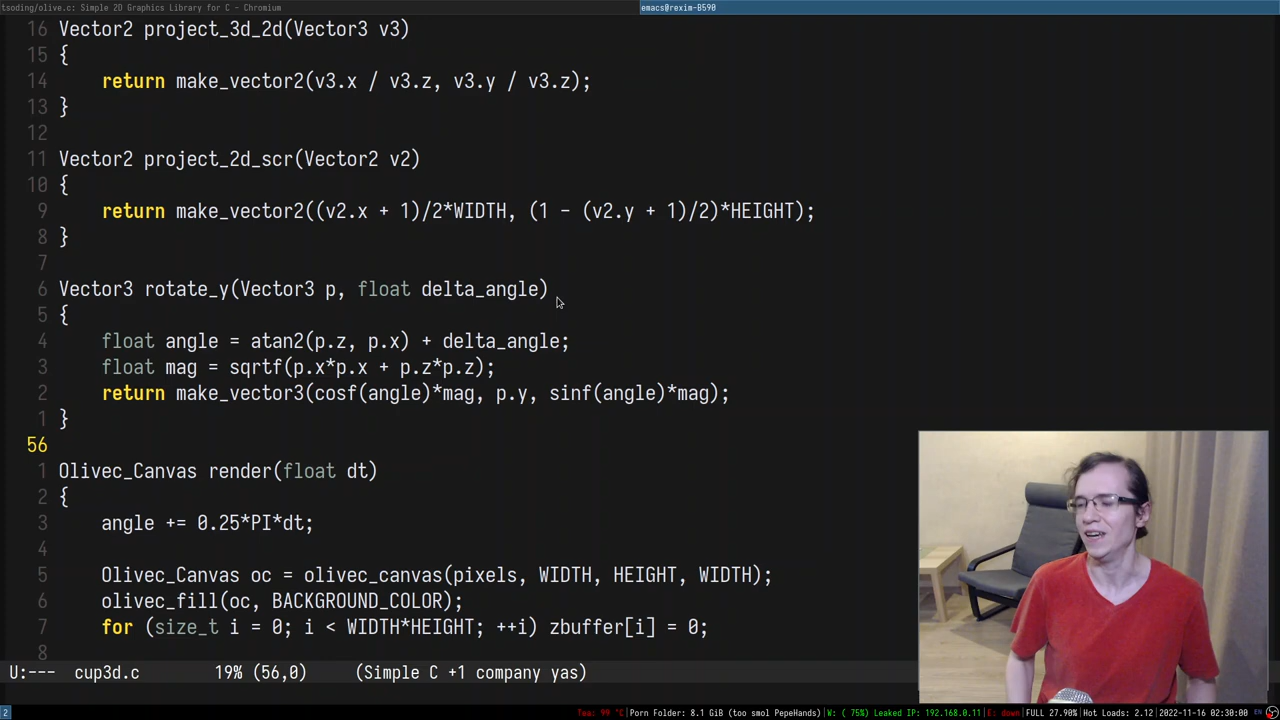 tsoding/olive.c: Simple 2D Graphics Library for C - Chromium
emacs@rexim-B590
16 Vector2 project_3d_2d(Vector3 v3)
15 {
14     return make_vector2(v3.x / v3.z, v3.y / v3.z);
13 }
12
11 Vector2 project_2d_scr(Vector2 v2)
10 {
9     return make_vector2((v2.x + 1)/2*WIDTH, (1 - (v2.y + 1)/2)*HEIGHT);
8 }
7
6 Vector3 rotate_y(Vector3 p, float delta_angle)
5 {
4     float angle = atan2(p.z, p.x) + delta_angle;
3     float mag = sqrtf(p.x*p.x + p.z*p.z);
2     return make_vector3(cosf(angle)*mag, p.y, sinf(angle)*mag);
1 }
56
1 Olivec_Canvas render(float dt)
2 {
3     angle += 0.25*PI*dt;
4
5     Olivec_Canvas oc = olivec_canvas(pixels, WIDTH, HEIGHT, WIDTH);
6     olivec_fill(oc, BACKGROUND_COLOR);
7     for (size_t i = 0; i < WIDTH*HEIGHT; ++i) zbuffer[i] = 0;
8
U:--- cup3d.c 19% (56,0) (Simple C +1 company yas)
2
Tea: 99 °C|Porn Folder: 8.1 GiB (too smol PepeHands)|W: ( 75%) Leaked IP: 192.168.0.11|E: down|FULL 27.90%|Hot Loads: 2.12|2022-11-16 02:30:00 EN